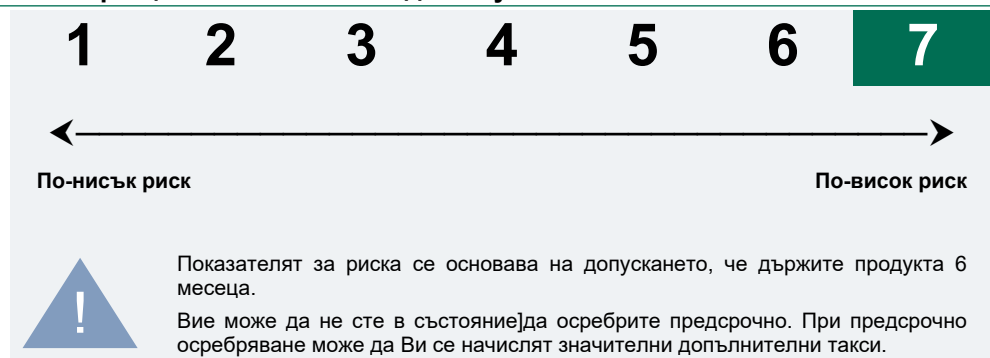 1 2 3 4 5 6 7
По-нисък риск По-висок риск
Показателят за риска се основава на допускането, че държите продукта 6
месеца.
!
Вие може да не сте в състояние]да осребрите предсрочно. При предсрочно
осребряване може да Ви се начислят значителни допълнителни такси.